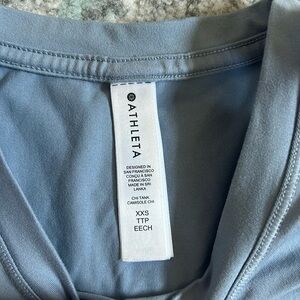 ATHLETA
DESIGNED IN
SAN FRANCISCO
CONÇU À SAN
FRANCISCO
MADE IN SRI
LANKA
CHI TANK
CAMISOLE CHI
XXS
TTP
EECH